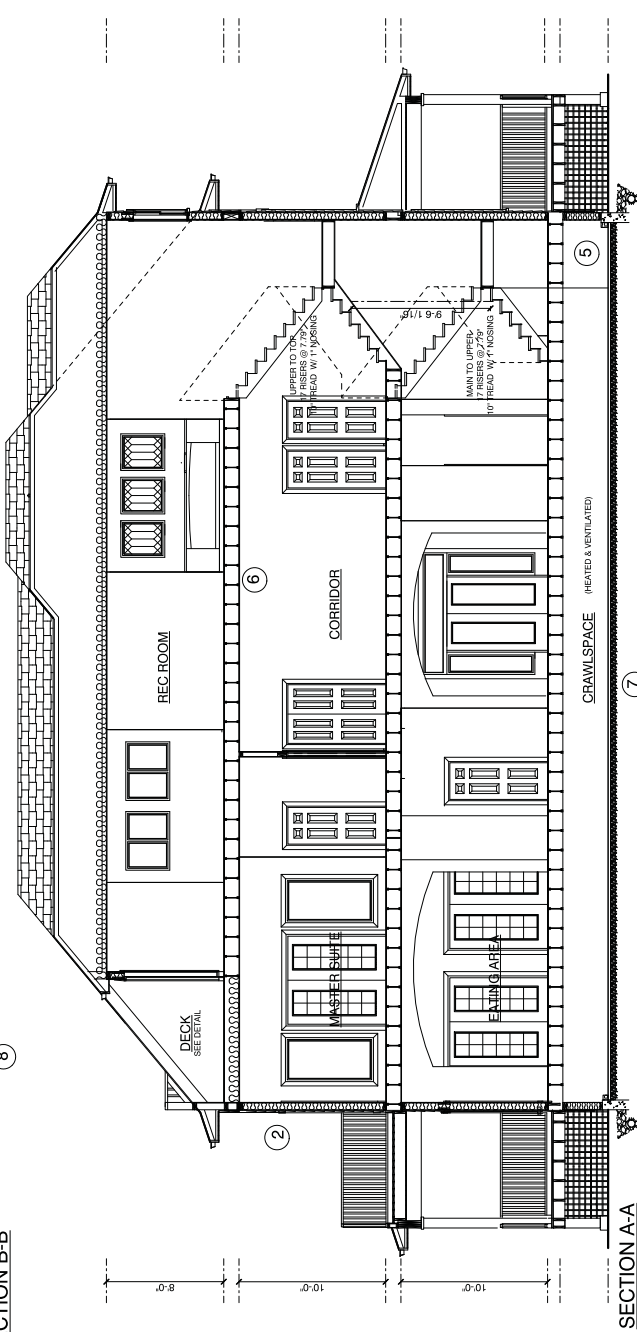 CTION B-B
8
REC ROOM
DECK
SEE DETAIL
2
6
UPPER TO TOP
17 RISERS @ 7.79"
10" TREAD W/ 1" NOSING
9'-6 1/16"
CORRIDOR
MASTER SUITE
MAIN TO UPPER
17 RISERS @ 7.79"
10" TREAD W/ 1" NOSING
EATING AREA
5
CRAWLSPACE
(HEATED & VENTILATED)
7
8'-0"
10'-0"
10'-0"
SECTION A-A